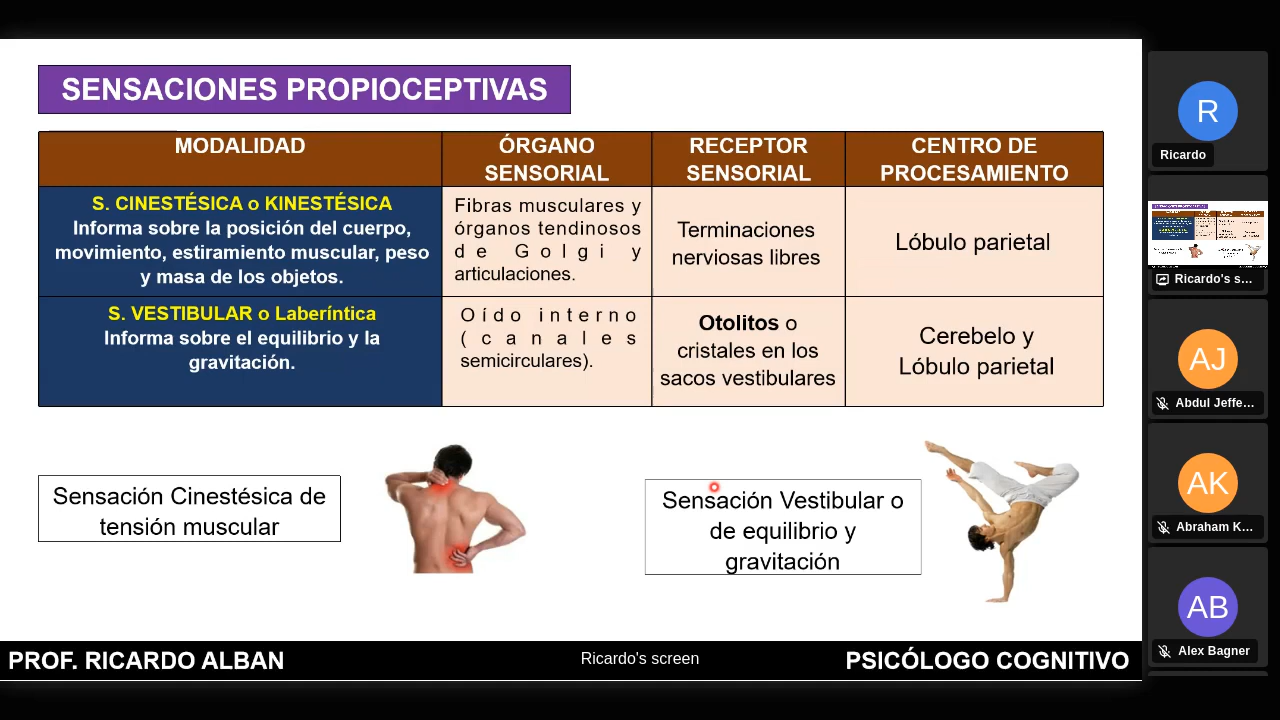 SENSACIONES PROPIOCEPTIVAS
MODALIDAD
ÓRGANO
SENSORIAL
RECEPTOR
SENSORIAL
CENTRO DE
PROCESAMIENTO
S. CINESTÉSICA o KINESTÉSICA
Informa sobre la posición del cuerpo,
movimiento, estiramiento muscular, peso
y masa de los objetos.
Fibras musculares y
órganos tendinosos
de Golgi y
articulaciones.
Terminaciones
nerviosas libres
Lóbulo parietal
S. VESTIBULAR o Laberíntica
Informa sobre el equilibrio y la
gravitación.
Oído interno
(canales
semicirculares).
Otolitos o
cristales en los
sacos vestibulares
Cerebelo y
Lóbulo parietal
Sensación Cinestésica de
tensión muscular
Sensación Vestibular o
de equilibrio y
gravitación
PROF. RICARDO ALBAN
Ricardo's screen
PSICÓLOGO COGNITIVO
R
Ricardo
Ricardo's s...
AJ
Abdul Jeffe...
AK
Abraham K...
AB
Alex Bagner